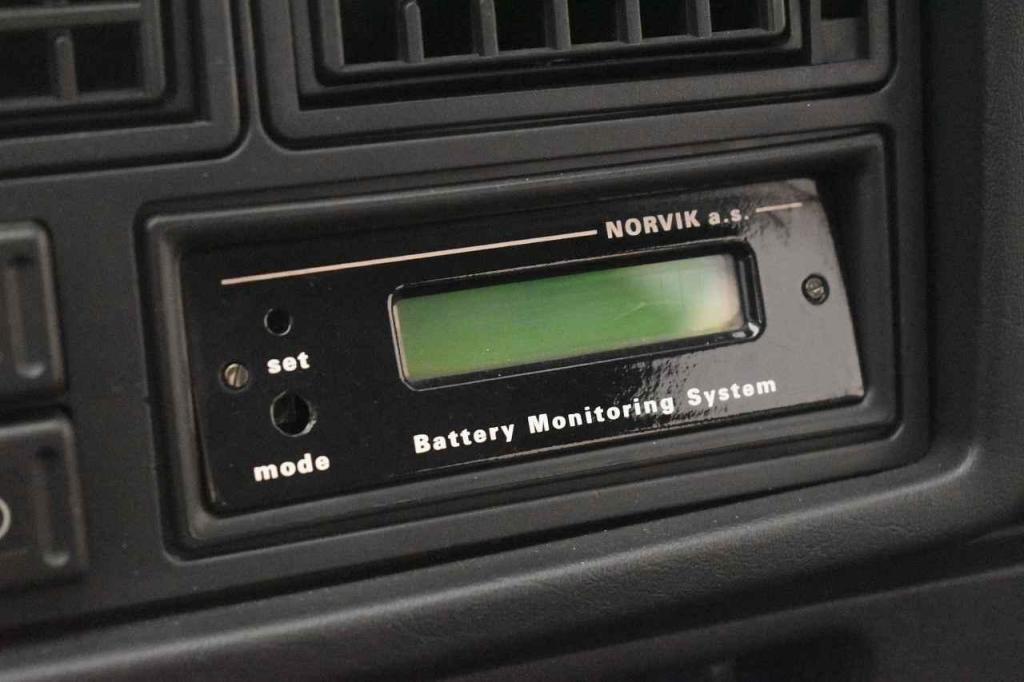 NORVIK a.s.
set
mode
Battery Monitoring System